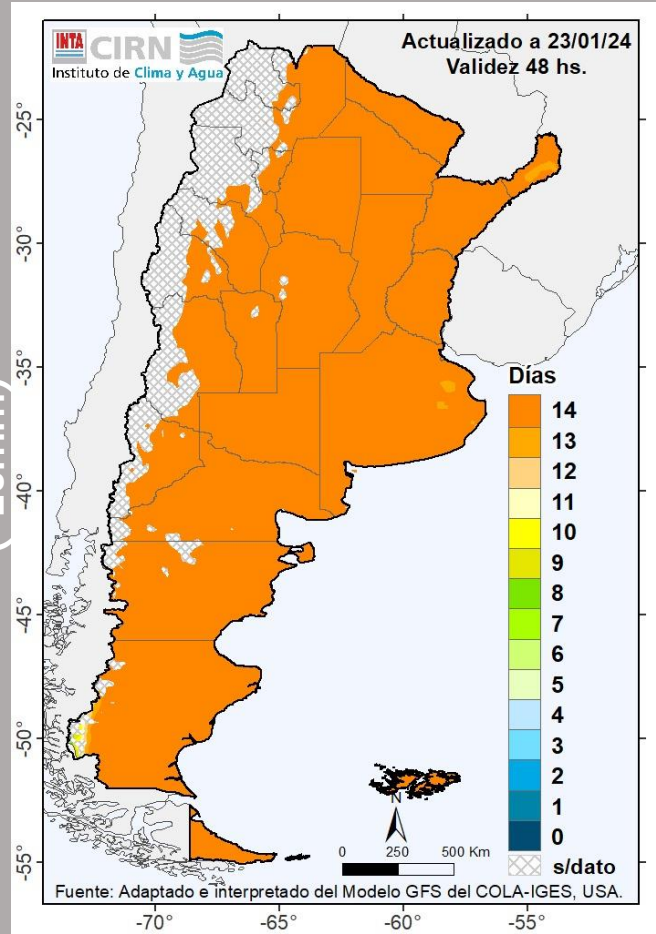 INTA CIRN
Instituto de Clima y Agua
Actualizado a 23/01/24
Validez 48 hs.
-25°
-30°
-35°
-40°
-45°
-50°
-55°
Días
14
13
12
11
10
9
8
7
6
5
4
3
2
1
0
s/dato
N
0 250 500 Km
Fuente: Adaptado e interpretado del Modelo GFS del COLA-IGES, USA.
-70° -65° -60° -55°